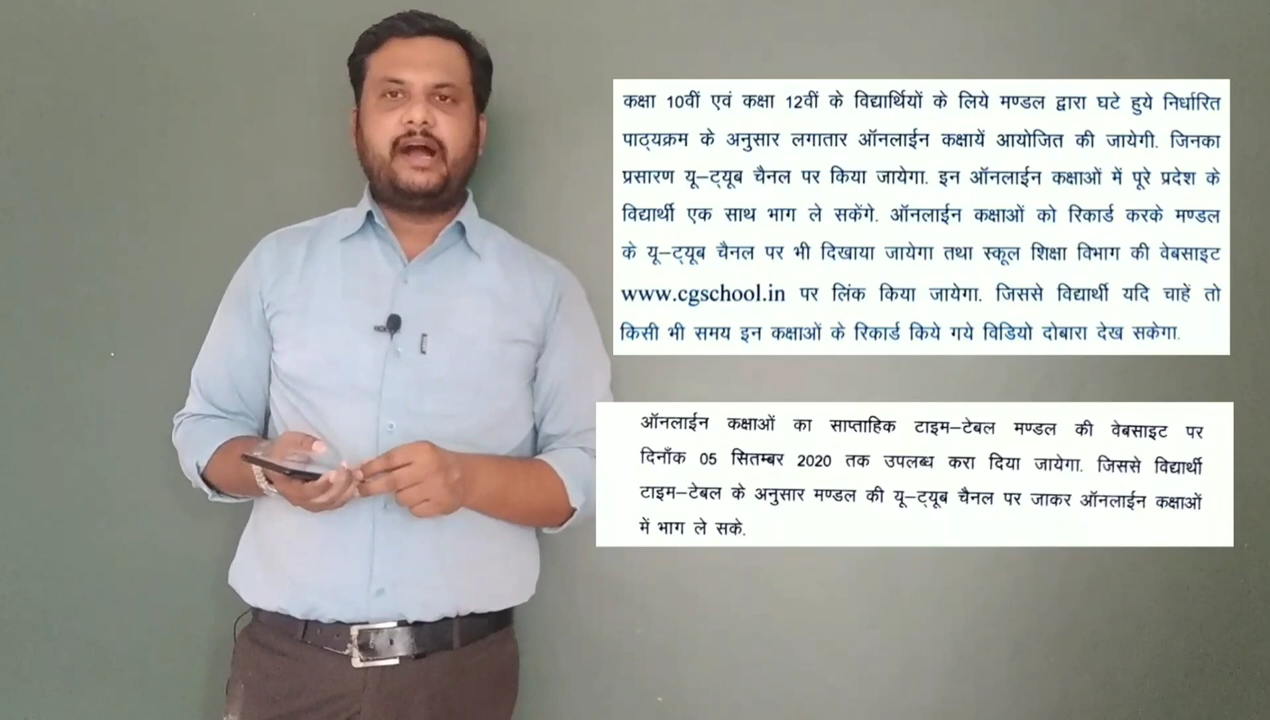 कक्षा 10वीं एवं कक्षा 12वीं के विद्यार्थियों के लिये मण्डल द्वारा घटे हुये निर्धारित
पाठ्यक्रम के अनुसार लगातार ऑनलाईन कक्षायें आयोजित की जायेगी. जिनका
प्रसारण यू–ट्यूब चैनल पर किया जायेगा. इन ऑनलाईन कक्षाओं में पूरे प्रदेश के
विद्यार्थी एक साथ भाग ले सकेंगे. ऑनलाईन कक्षाओं को रिकार्ड करके मण्डल
के यू–ट्यूब चैनल पर भी दिखाया जायेगा तथा स्कूल शिक्षा विभाग की वेबसाइट
www.cgschool.in पर लिंक किया जायेगा. जिससे विद्यार्थी यदि चाहें तो
किसी भी समय इन कक्षाओं के रिकार्ड किये गये विडियो दोबारा देख सकेगा.
ऑनलाईन कक्षाओं का साप्ताहिक टाइम–टेबल मण्डल की वेबसाइट पर
दिनाँक 05 सितम्बर 2020 तक उपलब्ध करा दिया जायेगा. जिससे विद्यार्थी
टाइम–टेबल के अनुसार मण्डल की यू–ट्यूब चैनल पर जाकर ऑनलाईन कक्षाओं
में भाग ले सके.